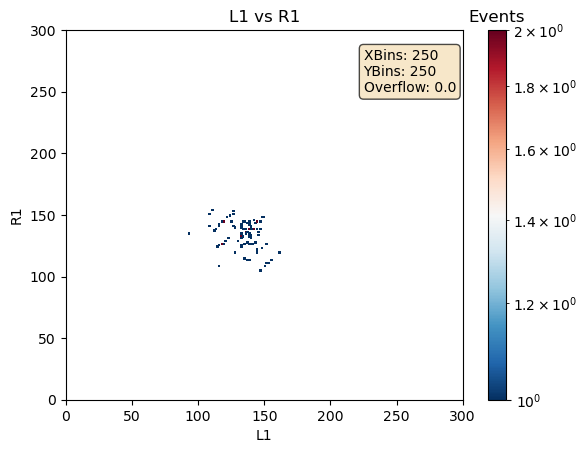 L1 vs R1
Events
XBins: 250
YBins: 250
Overflow: 0.0
300
250
200
150
100
50
0
R1
0
50
100
150
200
250
300
L1
2 × 10⁰
1.8 × 10⁰
1.6 × 10⁰
1.4 × 10⁰
1.2 × 10⁰
10⁰